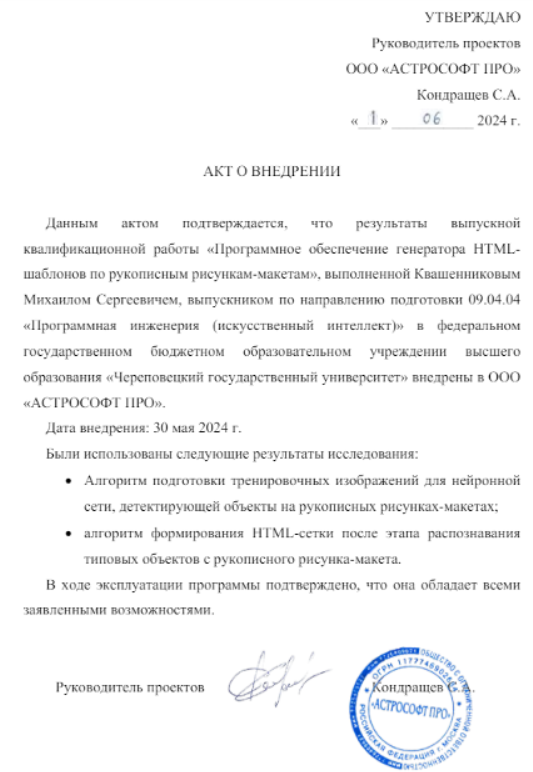 УТВЕРЖДАЮ
Руководитель проектов
ООО «АСТРОСОФТ ПРО»
Кондращев С.А.
« 1 » 06 2024 г.
АКТ О ВНЕДРЕНИИ
Данным актом подтверждается, что результаты выпускной
квалификационной работы «Программное обеспечение генератора HTML-
шаблонов по рукописным рисункам-макетам», выполненной Квашенниковым
Михаилом Сергеевичем, выпускником по направлению подготовки 09.04.04
«Программная инженерия (искусственный интеллект)» в федеральном
государственном бюджетном образовательном учреждении высшего
образования «Череповецкий государственный университет» внедрены в ООО
«АСТРОСОФТ ПРО».
Дата внедрения: 30 мая 2024 г.
Были использованы следующие результаты исследования:
• Алгоритм подготовки тренировочных изображений для нейронной
сети, детектирующей объекты на рукописных рисунках-макетах;
• алгоритм формирования HTML-сетки после этапа распознавания
типовых объектов с рукописного рисунка-макета.
В ходе эксплуатации программы подтверждено, что она обладает всеми
заявленными возможностями.
Руководитель проектов
Кондращев С.А.
ОБЩЕСТВО С ОГРАНИЧЕННОЙ ОТВЕТСТВЕННОСТЬЮ
ОГРН
«АСТРОСОФТ ПРО»
РОССИЙСКАЯ ФЕДЕРАЦИЯ г. МОСКВА